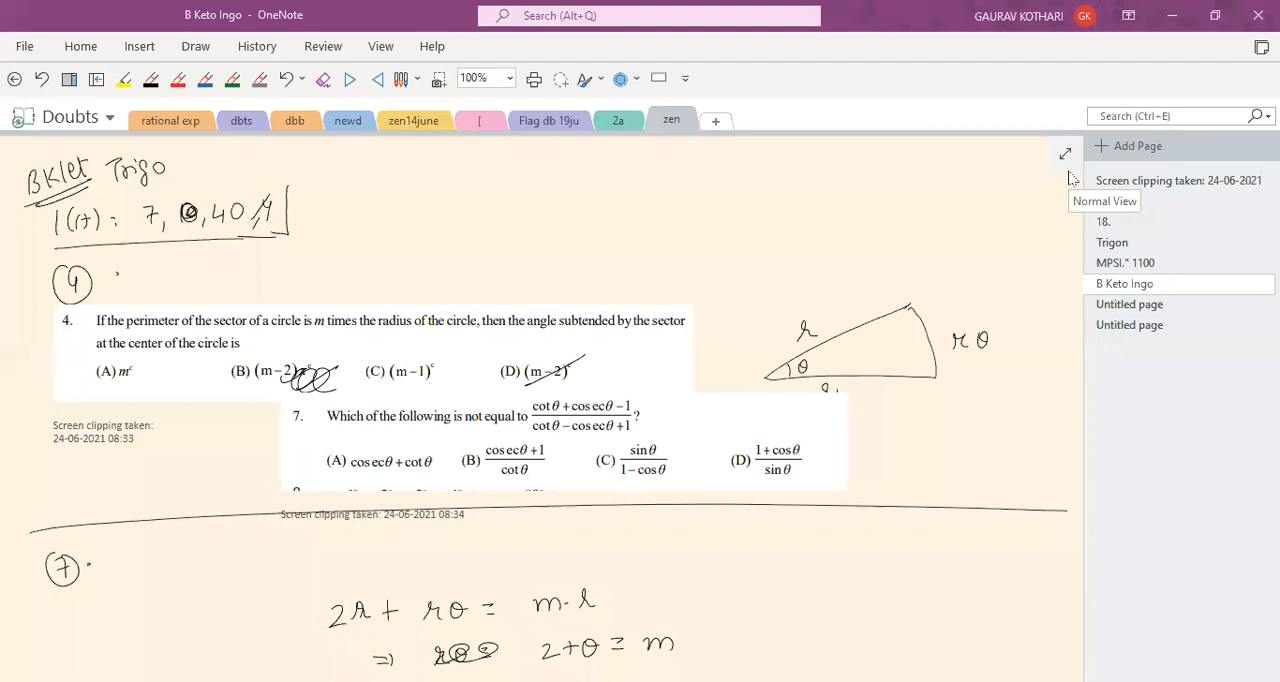 B Keto Ingo - OneNote
Search (Alt+Q)
GAURAV KOTHARI
GK
File Home Insert Draw History Review View Help
100%
Doubts
rational exp
dbts
dbb
newd
zen14june
[
Flag db 19ju
2a
zen
Search (Ctrl+E)
Add Page
Screen clipping taken: 24-06-2021
Normal View
18.
Trigon
MPSI." 1100
B Keto Ingo
Untitled page
Untitled page
BKlet Trigo
7, , 40
4
4. If the perimeter of the sector of a circle is m times the radius of the circle, then the angle subtended by the sector
at the center of the circle is
(A) mᶜ (B) (m−2) (C) (m−1)ᶜ (D) (m−2)ᶜ
r
θ
rθ
Screen clipping taken:
24-06-2021 08:33
7. Which of the following is not equal to (cotθ + cosecθ − 1)/(cotθ − cosecθ + 1)?
(A) cosecθ + cotθ (B) (cosecθ + 1)/cotθ (C) sinθ/(1 − cosθ) (D) (1 + cosθ)/sinθ
Screen clipping taken: 24-06-2021 08:34
7
2r + rθ = m·r
⇒ 2 + θ = m